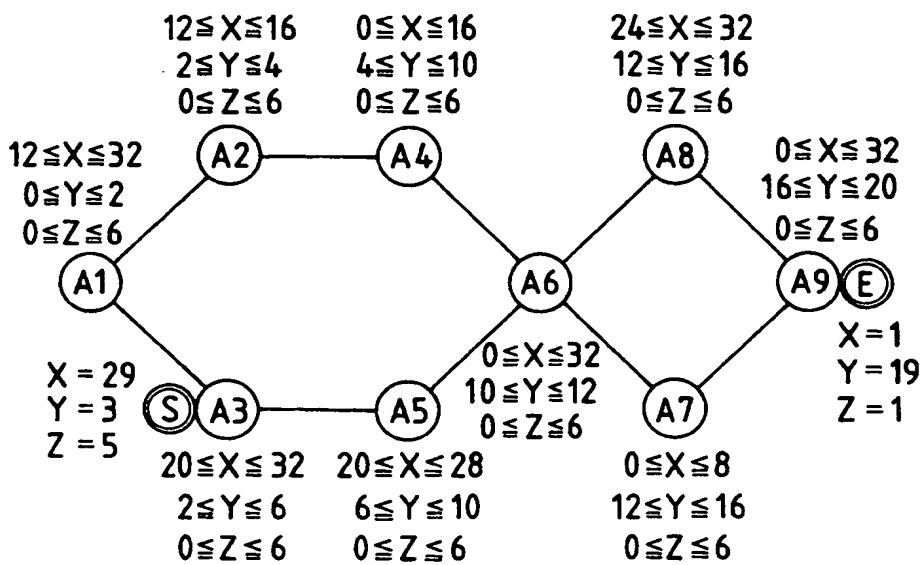 12≦X≦16
2≦Y≦4
0≦Z≦6
0≦X≦16
4≦Y≦10
0≦Z≦6
24≦X≦32
12≦Y≦16
0≦Z≦6
12≦X≦32
0≦Y≦2
0≦Z≦6
A2
A4
A8
0≦X≦32
16≦Y≦20
0≦Z≦6
A1
A6
A9
E
X=29
Y=3
Z=5
S
A3
A5
0≦X≦32
10≦Y≦12
0≦Z≦6
A7
X=1
Y=19
Z=1
20≦X≦32
2≦Y≦6
0≦Z≦6
20≦X≦28
6≦Y≦10
0≦Z≦6
0≦X≦8
12≦Y≦16
0≦Z≦6